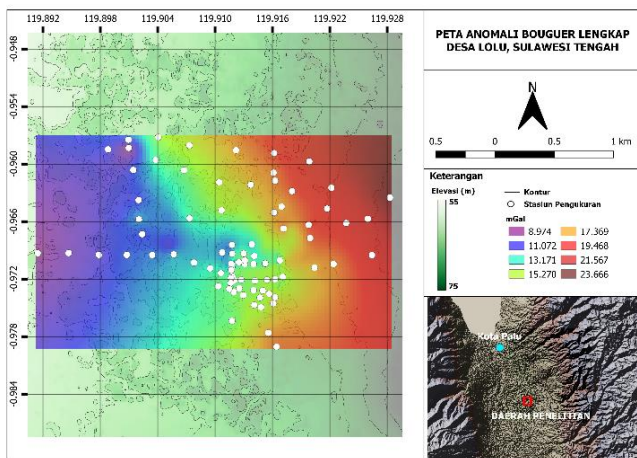 119.892 119.898 119.904 119.910 119.916 119.922 119.928
-0.948
-0.954
-0.960
-0.966
-0.972
-0.978
-0.984
PETA ANOMALI BOUGUER LENGKAP
DESA LOLU, SULAWESI TENGAH
N
0.5 0 0.5 1 km
Keterangan
Elevasi (m)
55
75
Kontur
Stasiun Pengukuran
mGal
8.974 17.369
11.072 19.468
13.171 21.567
15.270 23.666
Kota Palu
DAERAH PENELITIAN